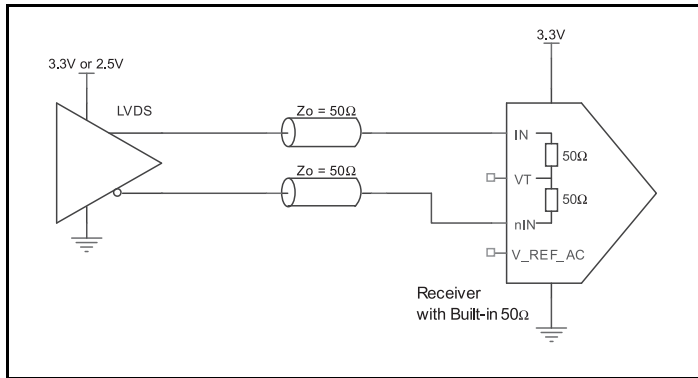 3.3V
3.3V or 2.5V
LVDS
Zo = 50Ω
IN
50Ω
Zo = 50Ω
VT
50Ω
nIN
V_REF_AC
Receiver
with Built-in 50Ω